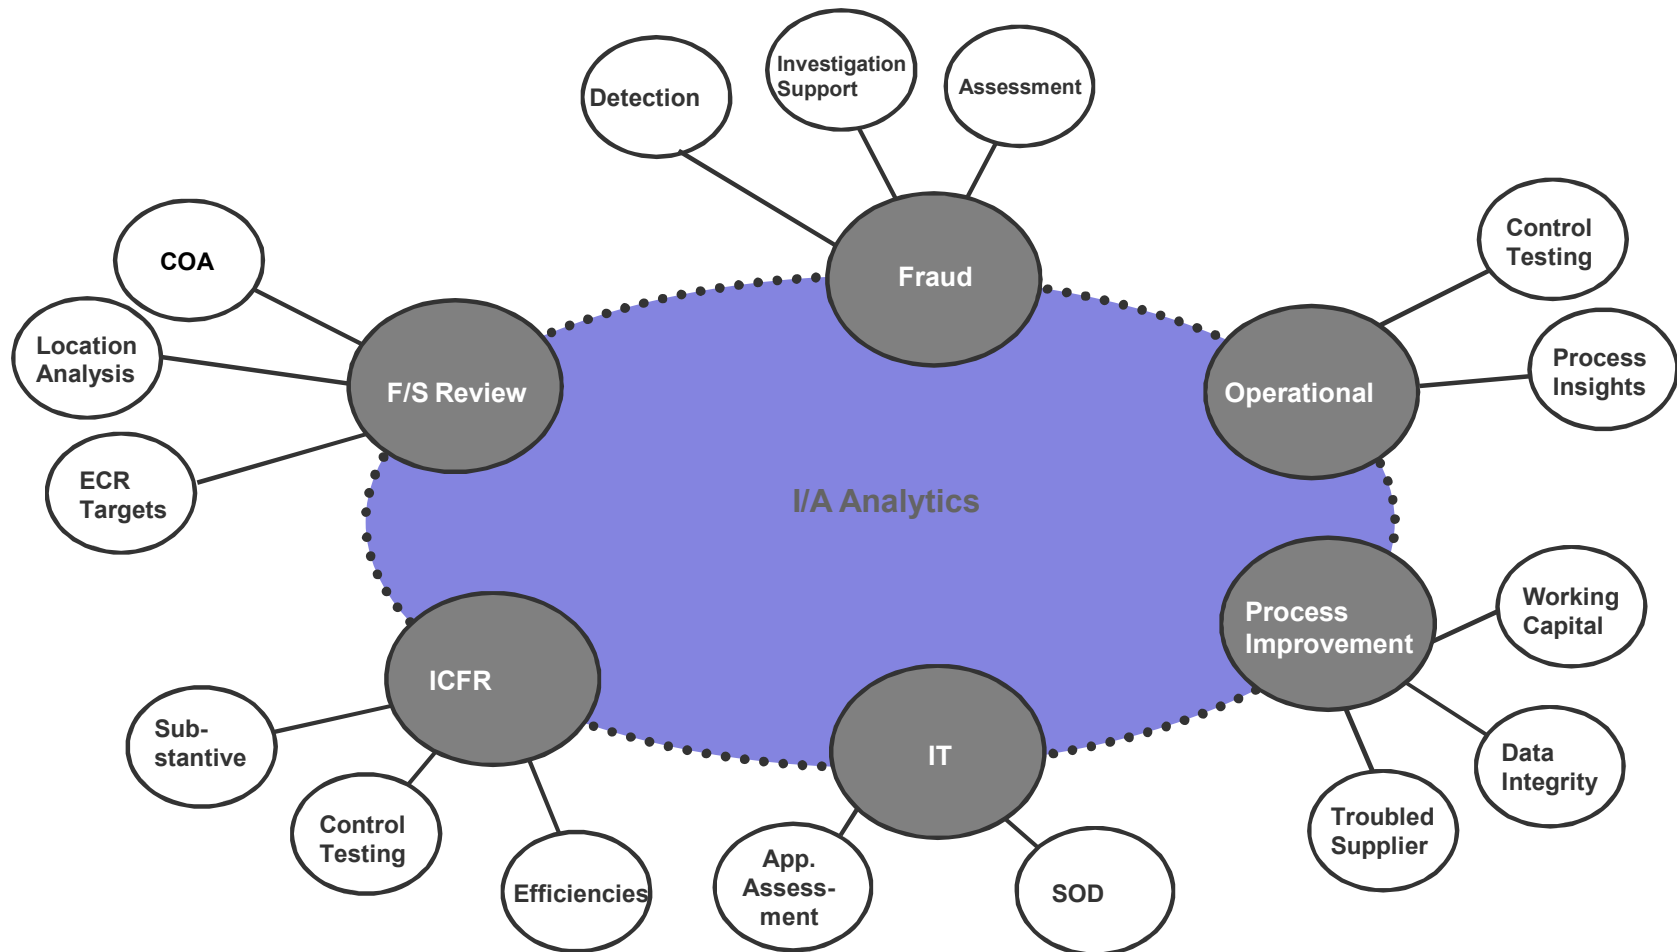 Investigation
Support
Detection
Assessment
Control
Testing
COA
Fraud
Location
Analysis
Process
Insights
F/S Review
Operational
ECR
Targets
I/A Analytics
Working
Capital
Process
Improvement
ICFR
Sub-
stantive
IT
Data
Integrity
Control
Testing
Troubled
Supplier
App.
Assess-
ment
Efficiencies
SOD